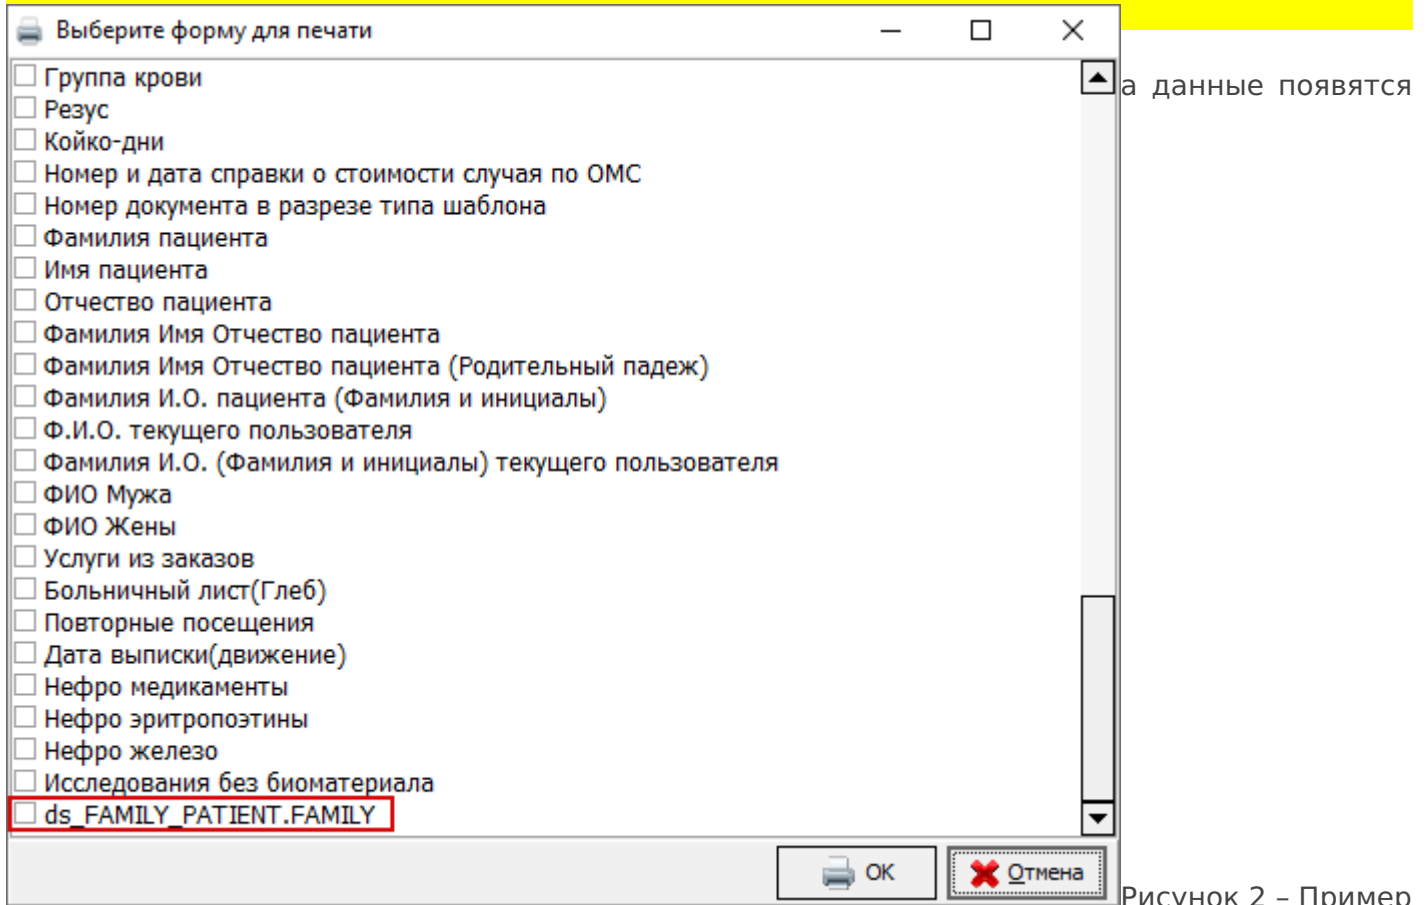 Выберите форму для печати
Группа крови
а данные появятся
Резус
Койко-дни
Номер и дата справки о стоимости случая по ОМС
Номер документа в разрезе типа шаблона
Фамилия пациента
Имя пациента
Отчество пациента
Фамилия Имя Отчество пациента
Фамилия Имя Отчество пациента (Родительный падеж)
Фамилия И.О. пациента (Фамилия и инициалы)
Ф.И.О. текущего пользователя
Фамилия И.О. (Фамилия и инициалы) текущего пользователя
ФИО Мужа
ФИО Жены
Услуги из заказов
Больничный лист(Глеб)
Повторные посещения
Дата выписки(движение)
Нефро медикаменты
Нефро эритропоэтины
Нефро железо
Исследования без биоматериала
ds_FAMILY_PATIENT.FAMILY
ОК
Отмена
Рисунок 2 – Пример